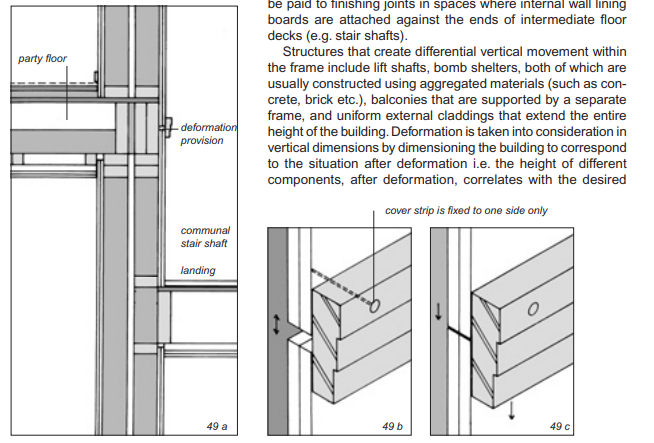 be paid to finishing joints in spaces where internal wall lining
boards are attached against the ends of intermediate floor
decks (e.g. stair shafts).
Structures that create differential vertical movement within
the frame include lift shafts, bomb shelters, both of which are
usually constructed using aggregated materials (such as con-
crete, brick etc.), balconies that are supported by a separate
frame, and uniform external claddings that extend the entire
height of the building. Deformation is taken into consideration in
vertical dimensions by dimensioning the building to correspond
to the situation after deformation i.e. the height of different
components, after deformation, correlates with the desired
party floor
deformation
provision
communal
stair shaft
landing
49 a
cover strip is fixed to one side only
49 b
49 c